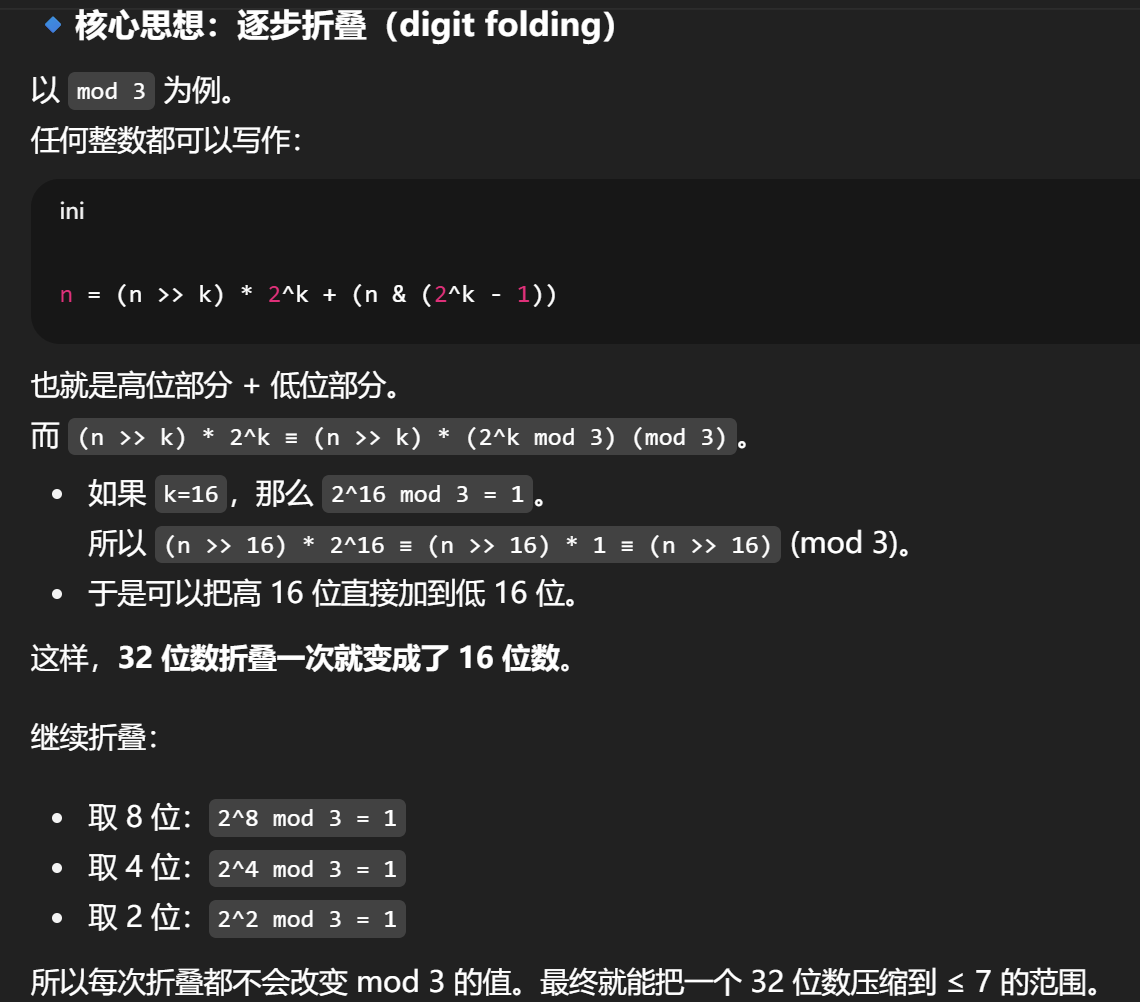 核心思想：逐步折叠（digit folding）
以 mod 3 为例。
任何整数都可以写作：
ini
n = (n >> k) * 2^k + (n & (2^k - 1))
也就是高位部分 + 低位部分。
而 (n >> k) * 2^k ≡ (n >> k) * (2^k mod 3) (mod 3)。
• 如果 k=16，那么 2^16 mod 3 = 1。
所以 (n >> 16) * 2^16 ≡ (n >> 16) * 1 ≡ (n >> 16) (mod 3)。
• 于是可以把高 16 位直接加到低 16 位。
这样，32 位数折叠一次就变成了 16 位数。
继续折叠：
• 取 8 位：2^8 mod 3 = 1
• 取 4 位：2^4 mod 3 = 1
• 取 2 位：2^2 mod 3 = 1
所以每次折叠都不会改变 mod 3 的值。最终就能把一个 32 位数压缩到 ≤ 7 的范围。